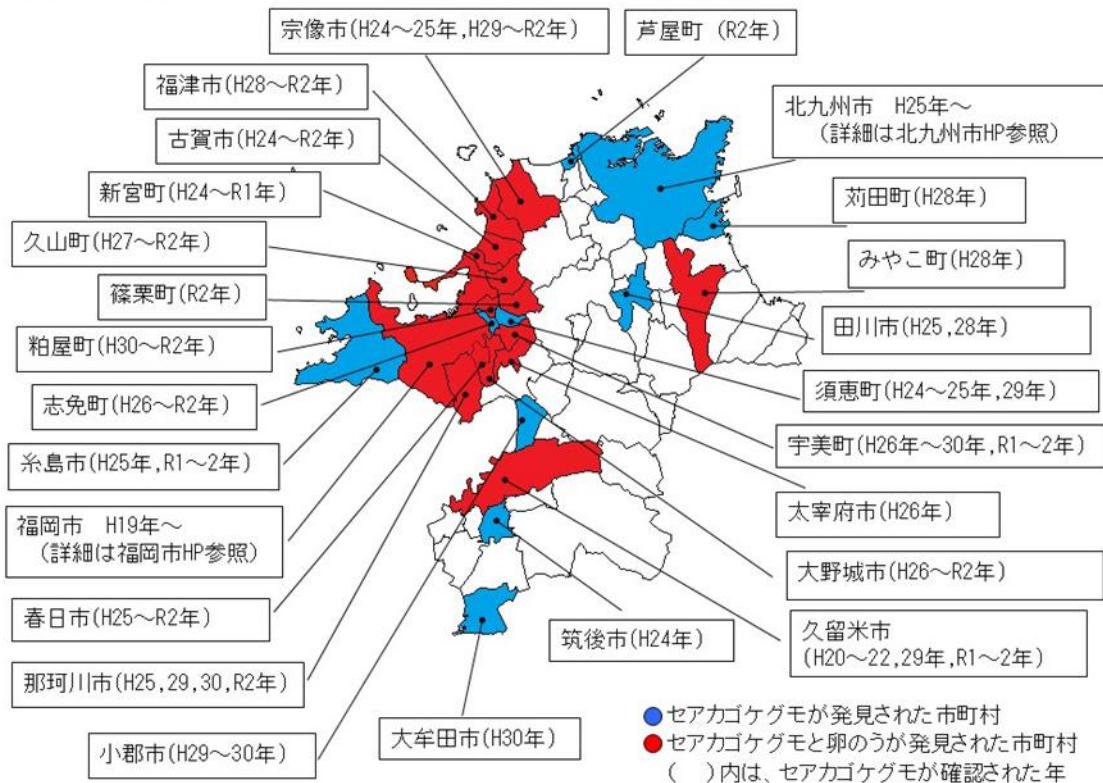 宗像市(H24～25年,H29～R2年)
芦屋町 (R2年)
福津市(H28～R2年)
北九州市 H25年～
(詳細は北九州市HP参照)
古賀市(H24～R2年)
新宮町(H24～R1年)
苅田町(H28年)
久山町(H27～R2年)
みやこ町(H28年)
篠栗町(R2年)
田川市(H25,28年)
粕屋町(H30～R2年)
須恵町(H24～25年,29年)
志免町(H26～R2年)
宇美町(H26年～30年,R1～2年)
糸島市(H25年,R1～2年)
太宰府市(H26年)
福岡市 H19年～
(詳細は福岡市HP参照)
大野城市(H26～R2年)
春日市(H25～R2年)
筑後市(H24年)
久留米市
(H20～22,29年,R1～2年)
那珂川市(H25,29,30,R2年)
小郡市(H29～30年)
大牟田市(H30年)
セアカゴケグモが発見された市町村
セアカゴケグモと卵のうが発見された市町村
( )内は、セアカゴケグモが確認された年